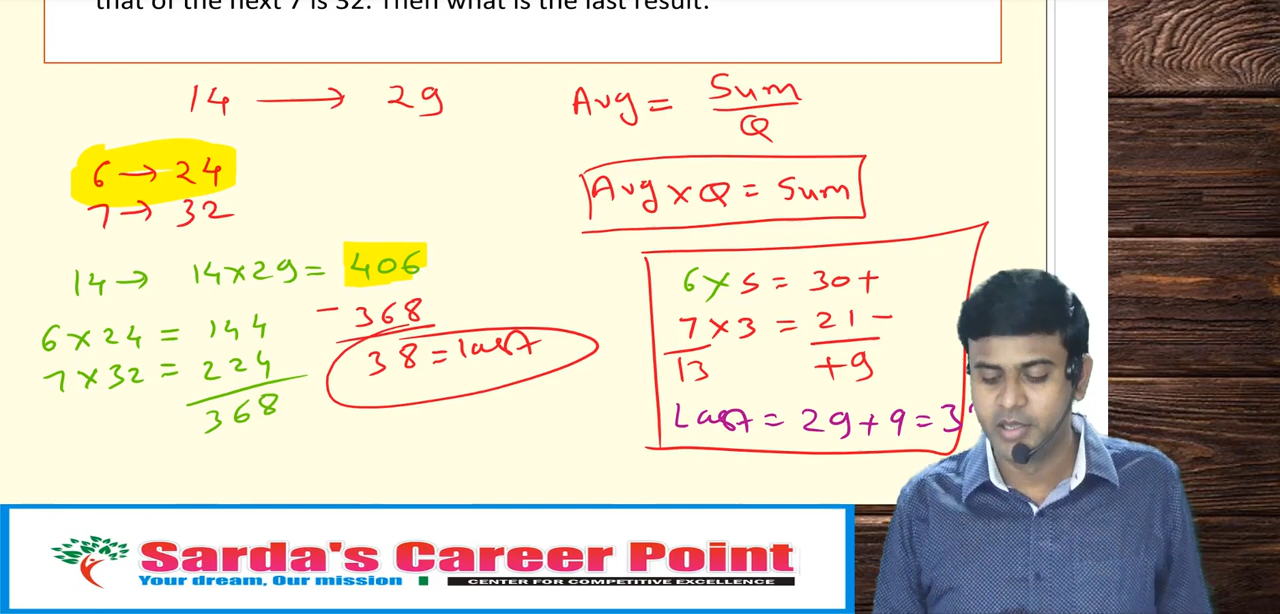 that of the next 7 is 32. Then what is the last result.
14 → 29
6 → 24
7 → 32
14 → 14×29 = 406
- 368
38 = last
6 × 24 = 144
7 × 32 = 224
368
Avg = Sum
Q
Avg × Q = Sum
6 × 5 = 30 +
7 × 3 = 21 -
13 +9
Last = 29 + 9 = 3
Sarda's Career Point
Your dream, Our mission
CENTER FOR COMPETITIVE EXCELLENCE